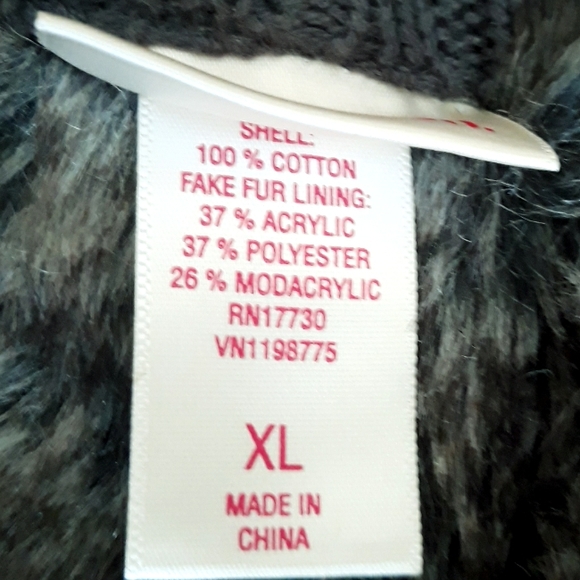 SHELL:
100 % COTTON
FAKE FUR LINING:
37 % ACRYLIC
37 % POLYESTER
26 % MODACRYLIC
RN17730
VN1198775
XL
MADE IN
CHINA